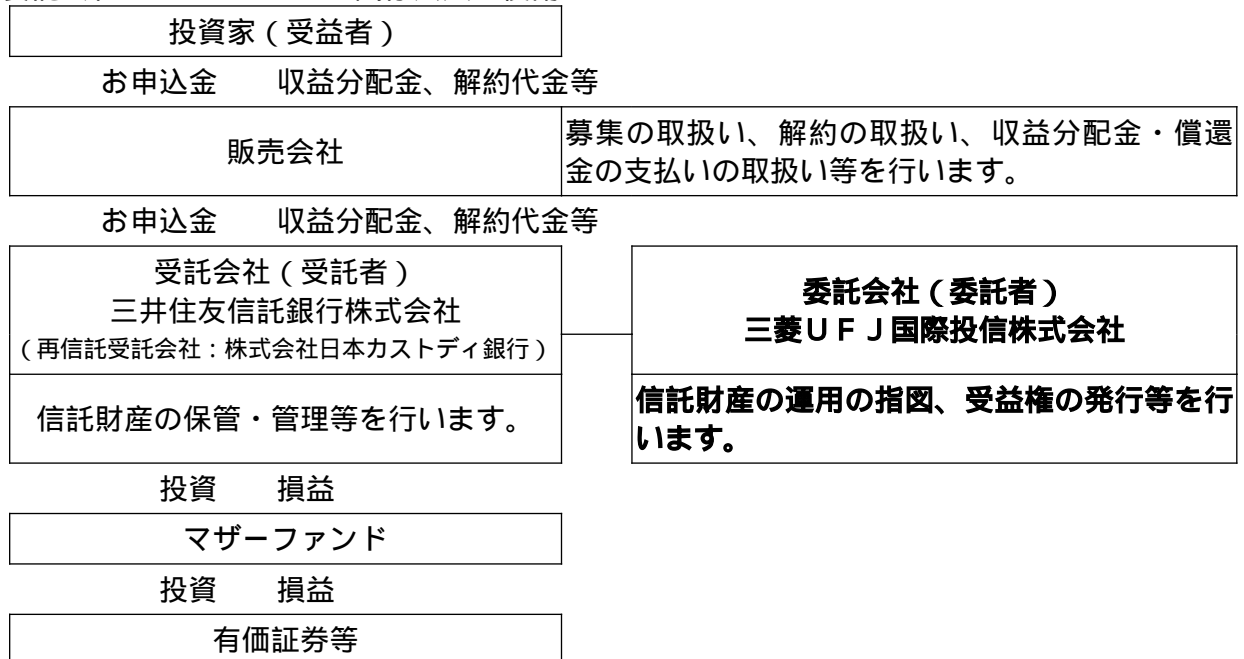 投資家（受益者）
お申込金　　収益分配金、解約代金等
販売会社
募集の取扱い、解約の取扱い、収益分配金・償還
金の支払いの取扱い等を行います。
お申込金　　収益分配金、解約代金等
受託会社（受託者）
三井住友信託銀行株式会社
（再信託受託会社：株式会社日本カストディ銀行）
委託会社（委託者）
三菱ＵＦＪ国際投信株式会社
信託財産の保管・管理等を行います。
信託財産の運用の指図、受益権の発行等を行
います。
投資　　損益
マザーファンド
投資　　損益
有価証券等